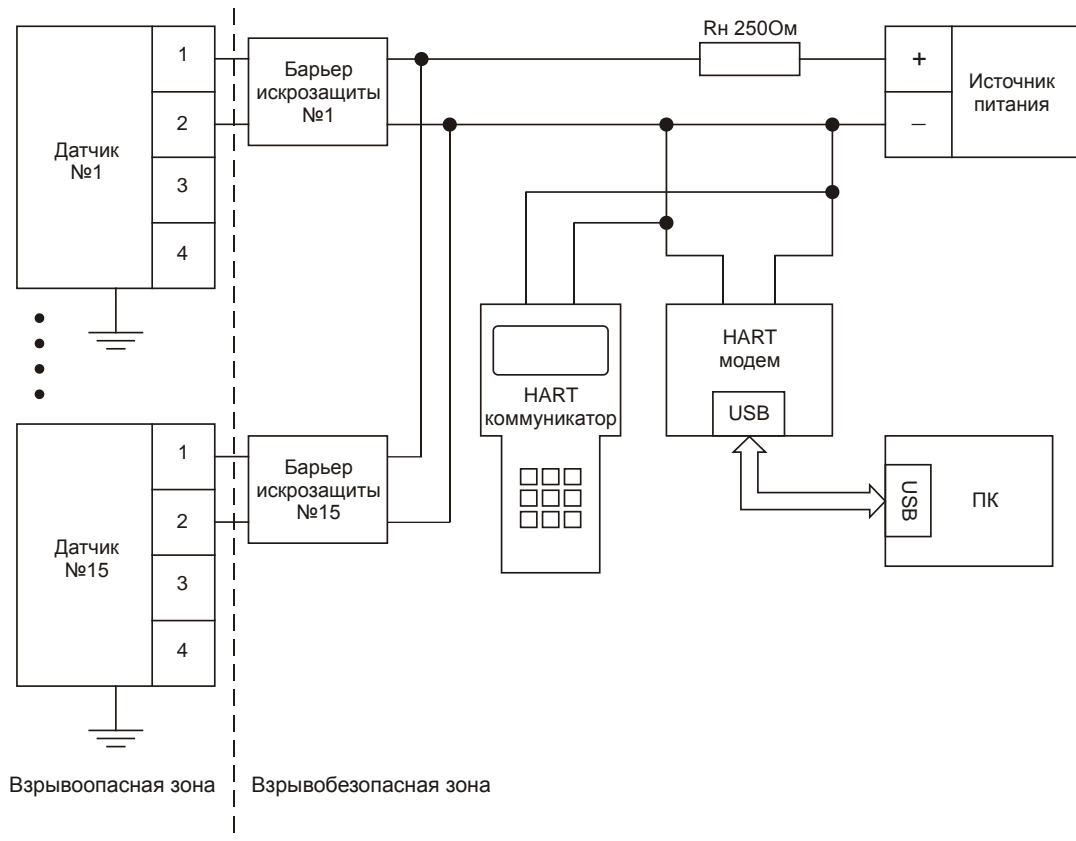 Rн 250Ом
Датчик
№1
1
2
3
4
Барьер
искрозащиты
№1
+
–
Источник
питания
HART
коммуникатор
HART
модем
USB
USB
ПК
Датчик
№15
1
2
3
4
Барьер
искрозащиты
№15
Взрывоопасная зона
Взрывобезопасная зона